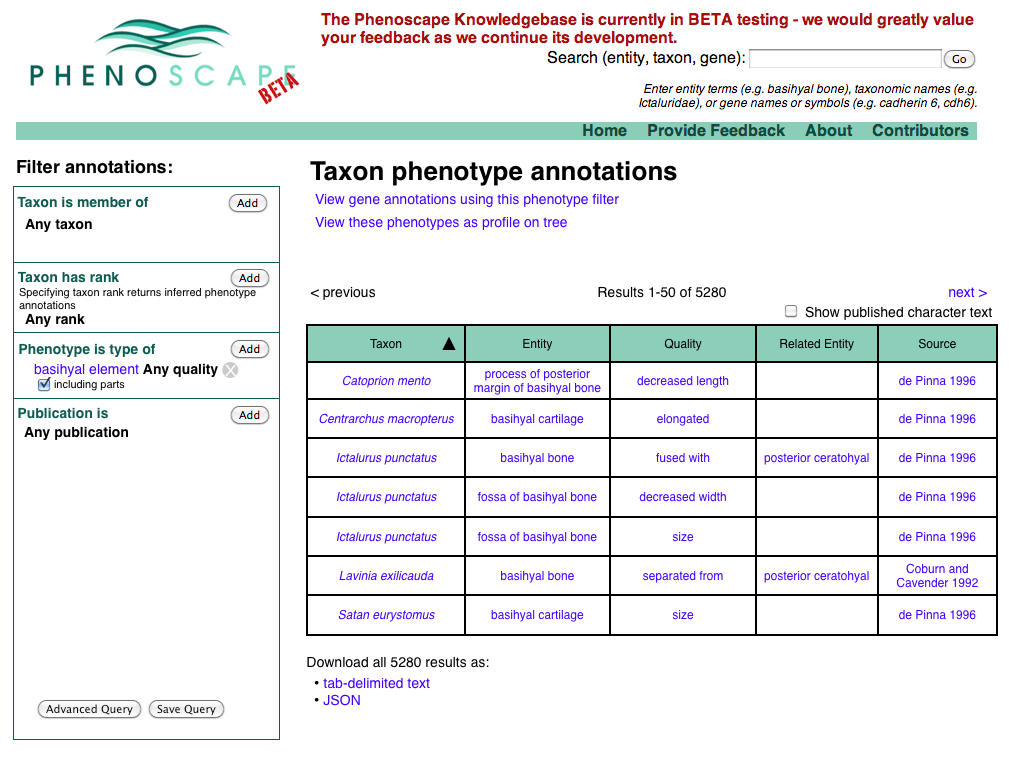 PHENOSCAPE
BETA
The Phenoscape Knowledgebase is currently in BETA testing - we would greatly value
your feedback as we continue its development.
Search (entity, taxon, gene):
Go
Enter entity terms (e.g. basihyal bone), taxonomic names (e.g.
Ictaluridae), or gene names or symbols (e.g. cadherin 6, cdh6).
Home Provide Feedback About Contributors
Filter annotations:
Taxon is member of Add
Any taxon
Taxon has rank Add
Specifying taxon rank returns inferred phenotype
annotations
Any rank
Phenotype is type of Add
basihyal element Any quality
including parts
Publication is Add
Any publication
Advanced Query Save Query
Taxon phenotype annotations
View gene annotations using this phenotype filter
View these phenotypes as profile on tree
< previous Results 1-50 of 5280 next >
Show published character text
Taxon ▲ Entity Quality Related Entity Source
Catoprion mento process of posterior margin of basihyal bone decreased length de Pinna 1996
Centrarchus macropterus basihyal cartilage elongated de Pinna 1996
Ictalurus punctatus basihyal bone fused with posterior ceratohyal de Pinna 1996
Ictalurus punctatus fossa of basihyal bone decreased width de Pinna 1996
Ictalurus punctatus fossa of basihyal bone size de Pinna 1996
Lavinia exilicauda basihyal bone separated from posterior ceratohyal Coburn and Cavender 1992
Satan eurystomus basihyal cartilage size de Pinna 1996
Download all 5280 results as:
• tab-delimited text
• JSON